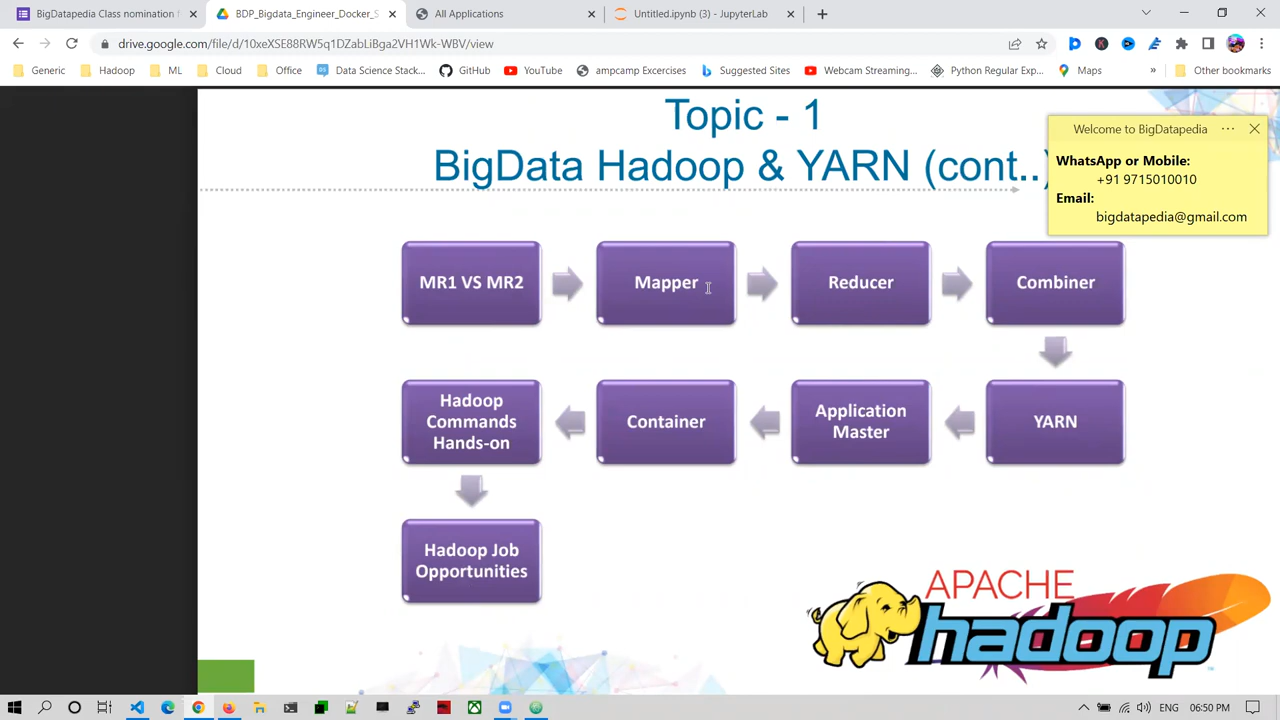 BigDatapedia Class nomination f
BDP_Bigdata_Engineer_Docker_S
All Applications
Untitled.ipynb (3) - JupyterLab
drive.google.com/file/d/10xeXSE88RW5q1DZabLiBga2VH1Wk-WBV/view
Generic
Hadoop
ML
Cloud
Office
Data Science Stack...
GitHub
YouTube
ampcamp Excercises
Suggested Sites
Webcam Streaming...
Python Regular Exp...
Maps
»
Other bookmarks
Topic - 1
BigData Hadoop & YARN (cont..)
Welcome to BigDatapedia
WhatsApp or Mobile:
+91 9715010010
Email:
bigdatapedia@gmail.com
MR1 VS MR2
Mapper
Reducer
Combiner
Hadoop
Commands
Hands-on
Container
Application
Master
YARN
Hadoop Job
Opportunities
APACHE
hadoop
ENG
06:50 PM